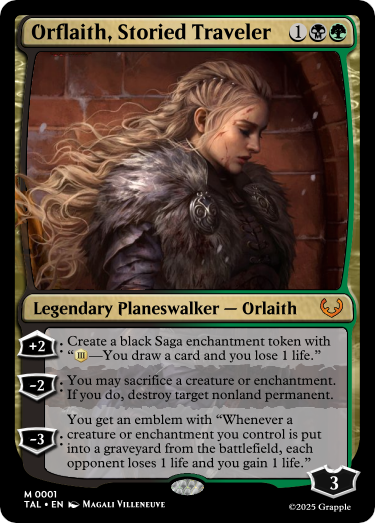 Orflaith, Storied Traveler 1
Legendary Planeswalker — Orlaith
+2: Create a black Saga enchantment token with
“III—You draw a card and you lose 1 life.”
-2: You may sacrifice a creature or enchantment.
If you do, destroy target nonland permanent.
-3: You get an emblem with “Whenever a
creature or enchantment you control is put
into a graveyard from the battlefield, each
opponent loses 1 life and you gain 1 life.”
3
M 0001
TAL • EN Magali Villeneuve
©2025 Grapple